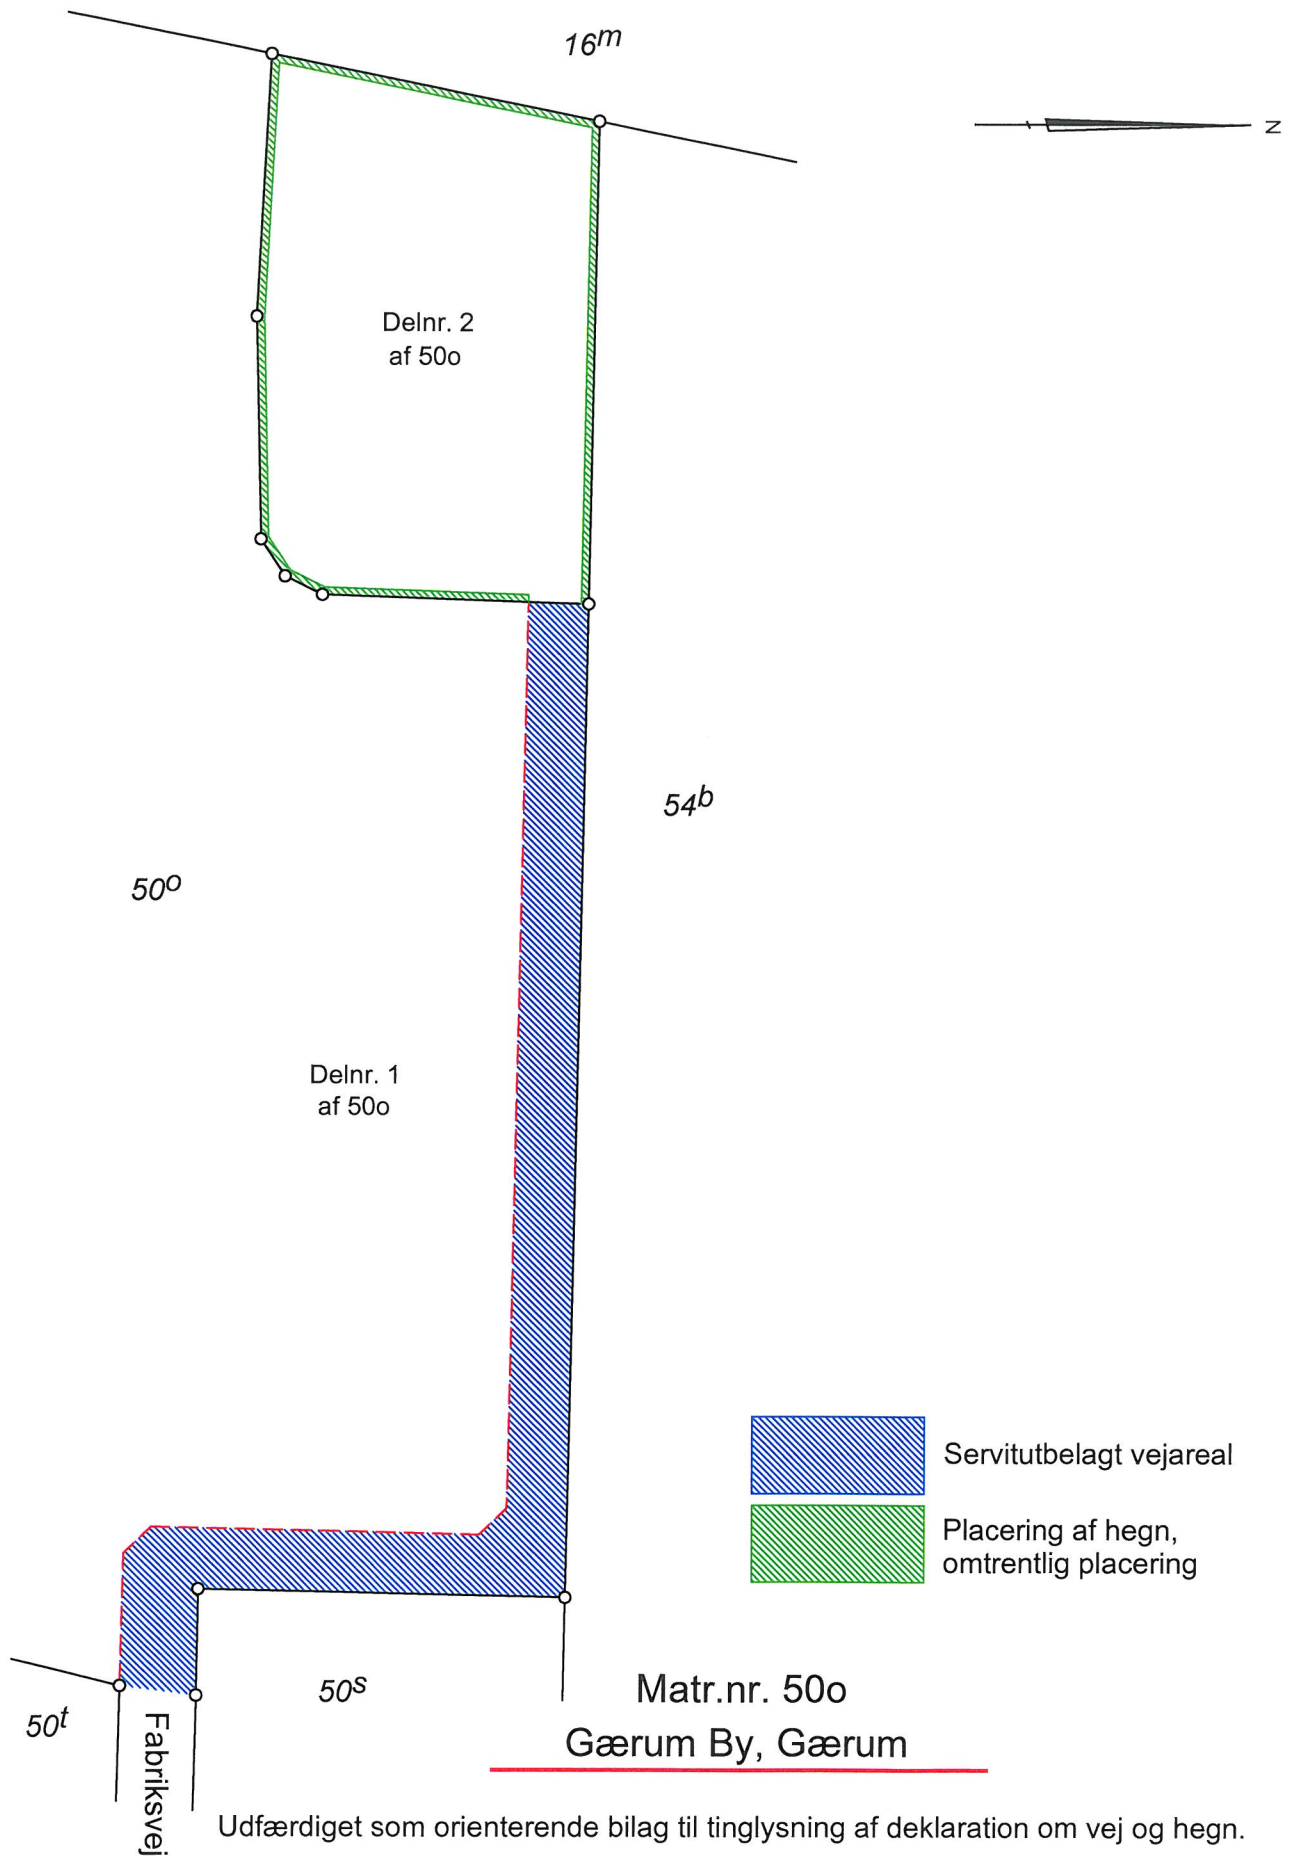 16m
N
Delnr. 2
af 50o
54b
50o
Delnr. 1
af 50o
Servitutbelagt vejareal
Placering af hegn,
omtrentlig placering
50s
50t
Fabriksvej
Matr.nr. 50o
Gærum By, Gærum
Udfærdiget som orienterende bilag til tinglysning af deklaration om vej og hegn.